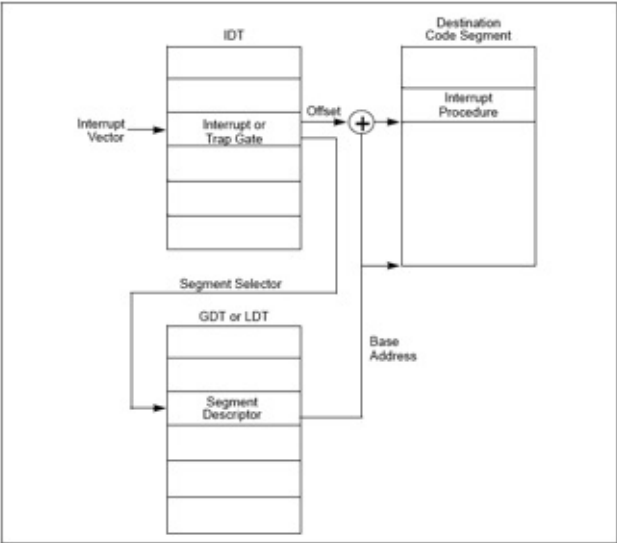 IDT
Destination
Code Segment
Interrupt
Vector
Interrupt or
Trap Gate
Offset
+
Interrupt
Procedure
Segment Selector
GDT or LDT
Base
Address
Segment
Descriptor